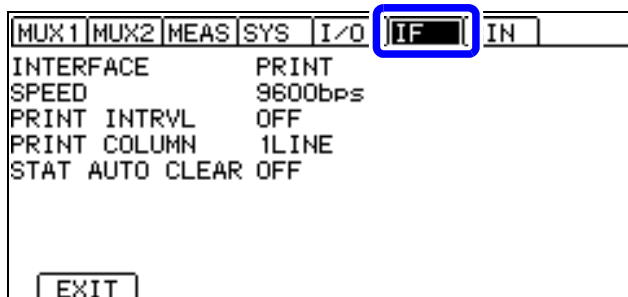 MUX1 MUX2 MEAS SYS I/O IF IN
INTERFACE PRINT
SPEED 9600bps
PRINT INTRVL OFF
PRINT COLUMN 1LINE
STAT AUTO CLEAR OFF
EXIT